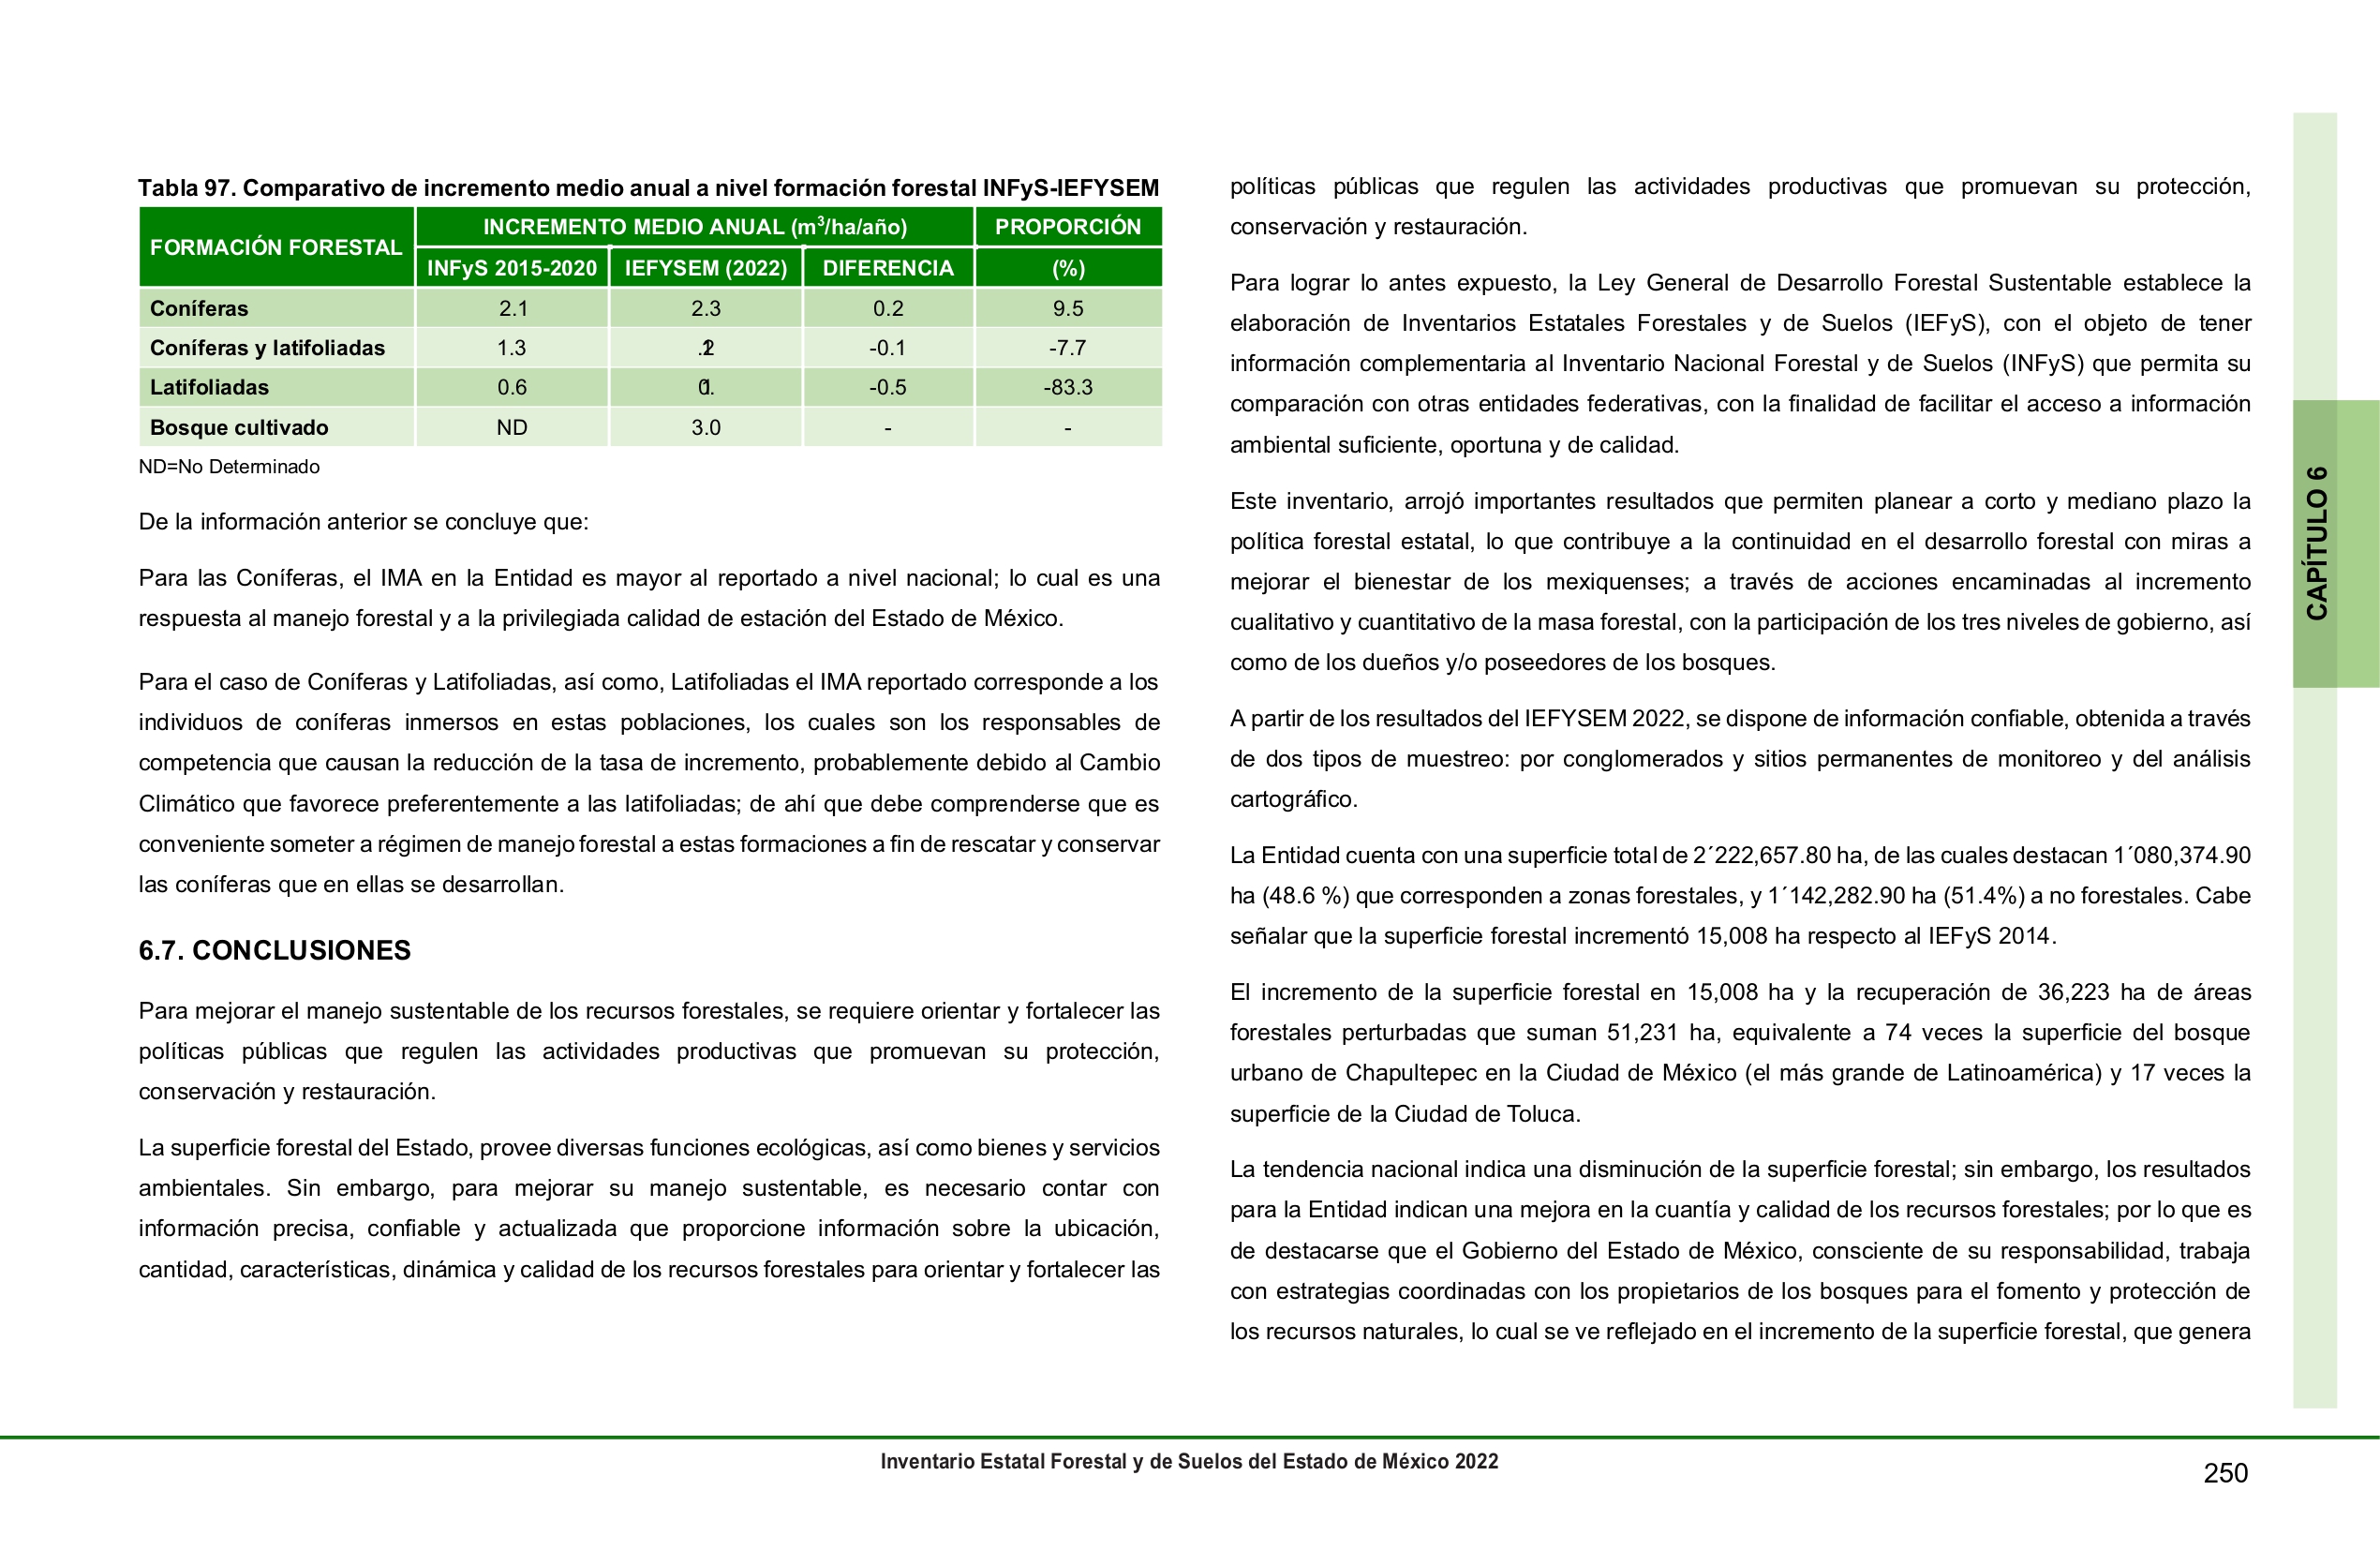 Tabla 97. Comparativo de incremento medio anual a nivel formación forestal INFyS-IEFYSEM
FORMACIÓN FORESTAL INCREMENTO MEDIO ANUAL (m³/ha/año) PROPORCIÓN
INFyS 2015-2020 IEFYSEM (2022) DIFERENCIA (%)
Coníferas 2.1 2.3 0.2 9.5
Coníferas y latifoliadas 1.3 -0.1 -7.7
Latifoliadas 0.6 -0.5 -83.3
Bosque cultivado ND 3.0 - -
ND=No Determinado
De la información anterior se concluye que:
Para las Coníferas, el IMA en la Entidad es mayor al reportado a nivel nacional; lo cual es una
respuesta al manejo forestal y a la privilegiada calidad de estación del Estado de México.
Para el caso de Coníferas y Latifoliadas, así como, Latifoliadas el IMA reportado corresponde a los
individuos de coníferas inmersos en estas poblaciones, los cuales son los responsables de
competencia que causan la reducción de la tasa de incremento, probablemente debido al Cambio
Climático que favorece preferentemente a las latifoliadas; de ahí que debe comprenderse que es
conveniente someter a régimen de manejo forestal a estas formaciones a fin de rescatar y conservar
las coníferas que en ellas se desarrollan.
6.7. CONCLUSIONES
Para mejorar el manejo sustentable de los recursos forestales, se requiere orientar y fortalecer las
políticas públicas que regulen las actividades productivas que promuevan su protección,
conservación y restauración.
La superficie forestal del Estado, provee diversas funciones ecológicas, así como bienes y servicios
ambientales. Sin embargo, para mejorar su manejo sustentable, es necesario contar con
información precisa, confiable y actualizada que proporcione información sobre la ubicación,
cantidad, características, dinámica y calidad de los recursos forestales para orientar y fortalecer las
políticas públicas que regulen las actividades productivas que promuevan su protección,
conservación y restauración.
Para lograr lo antes expuesto, la Ley General de Desarrollo Forestal Sustentable establece la
elaboración de Inventarios Estatales Forestales y de Suelos (IEFyS), con el objeto de tener
información complementaria al Inventario Nacional Forestal y de Suelos (INFyS) que permita su
comparación con otras entidades federativas, con la finalidad de facilitar el acceso a información
ambiental suficiente, oportuna y de calidad.
Este inventario, arrojó importantes resultados que permiten planear a corto y mediano plazo la
política forestal estatal, lo que contribuye a la continuidad en el desarrollo forestal con miras a
mejorar el bienestar de los mexiquenses; a través de acciones encaminadas al incremento
cualitativo y cuantitativo de la masa forestal, con la participación de los tres niveles de gobierno, así
como de los dueños y/o poseedores de los bosques.
A partir de los resultados del IEFYSEM 2022, se dispone de información confiable, obtenida a través
de dos tipos de muestreo: por conglomerados y sitios permanentes de monitoreo y del análisis
cartográfico.
La Entidad cuenta con una superficie total de 2´222,657.80 ha, de las cuales destacan 1´080,374.90
ha (48.6 %) que corresponden a zonas forestales, y 1´142,282.90 ha (51.4%) a no forestales. Cabe
señalar que la superficie forestal incrementó 15,008 ha respecto al IEFyS 2014.
El incremento de la superficie forestal en 15,008 ha y la recuperación de 36,223 ha de áreas
forestales perturbadas que suman 51,231 ha, equivalente a 74 veces la superficie del bosque
urbano de Chapultepec en la Ciudad de México (el más grande de Latinoamérica) y 17 veces la
superficie de la Ciudad de Toluca.
La tendencia nacional indica una disminución de la superficie forestal; sin embargo, los resultados
para la Entidad indican una mejora en la cuantía y calidad de los recursos forestales; por lo que es
de destacarse que el Gobierno del Estado de México, consciente de su responsabilidad, trabaja
con estrategias coordinadas con los propietarios de los bosques para el fomento y protección de
los recursos naturales, lo cual se ve reflejado en el incremento de la superficie forestal, que genera
CAPÍTULO 6
Inventario Estatal Forestal y de Suelos del Estado de México 2022
250